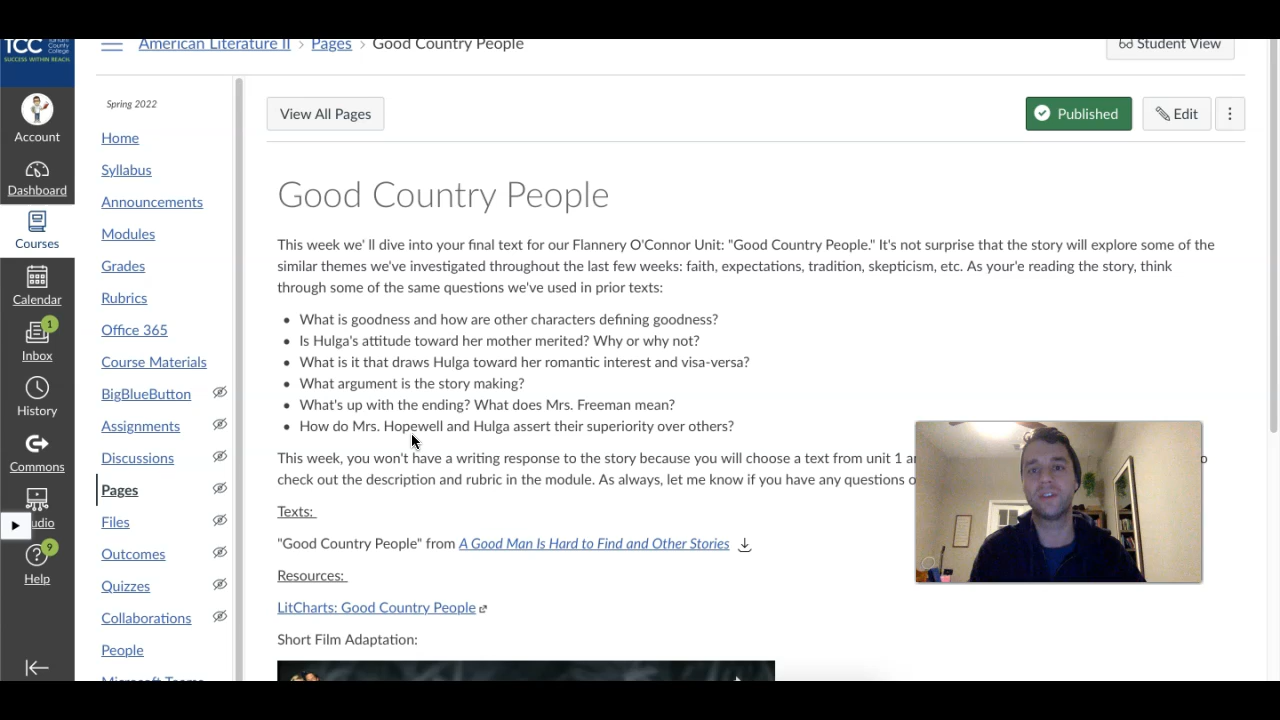 TCC
County
College
SUCCESS WITHIN REACH
American Literature II > Pages > Good Country People
Student View
Account
Dashboard
Courses
Calendar
1
Inbox
History
Commons
udio
9
Help
Spring 2022
Home
Syllabus
Announcements
Modules
Grades
Rubrics
Office 365
Course Materials
BigBlueButton
Assignments
Discussions
Pages
Files
Outcomes
Quizzes
Collaborations
People
View All Pages
Published
Edit
Good Country People
This week we' ll dive into your final text for our Flannery O'Connor Unit: "Good Country People." It's not surprise that the story will explore some of the
similar themes we've investigated throughout the last few weeks: faith, expectations, tradition, skepticism, etc. As your'e reading the story, think
through some of the same questions we've used in prior texts:
• What is goodness and how are other characters defining goodness?
• Is Hulga's attitude toward her mother merited? Why or why not?
• What is it that draws Hulga toward her romantic interest and visa-versa?
• What argument is the story making?
• What's up with the ending? What does Mrs. Freeman mean?
• How do Mrs. Hopewell and Hulga assert their superiority over others?
This week, you won't have a writing response to the story because you will choose a text from unit 1
check out the description and rubric in the module. As always, let me know if you have any questions
Texts:
"Good Country People" from A Good Man Is Hard to Find and Other Stories
Resources:
LitCharts: Good Country People
Short Film Adaptation: